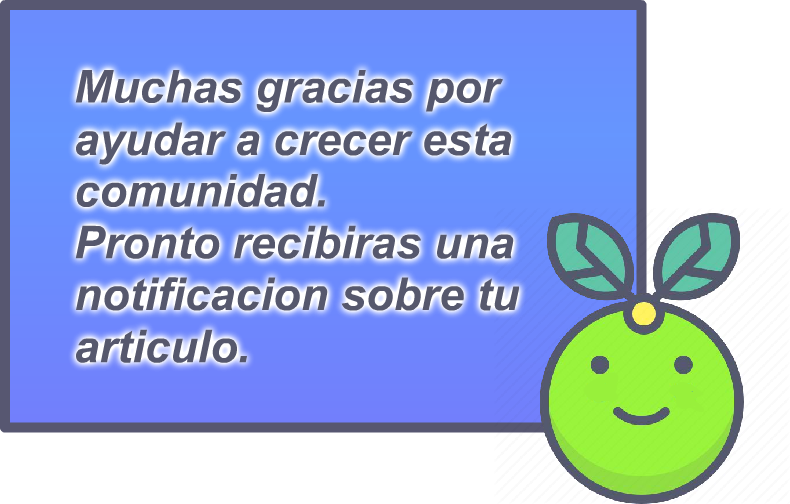 Muchas gracias por
ayudar a crecer esta
comunidad.
Pronto recibiras una
notificacion sobre tu
articulo.